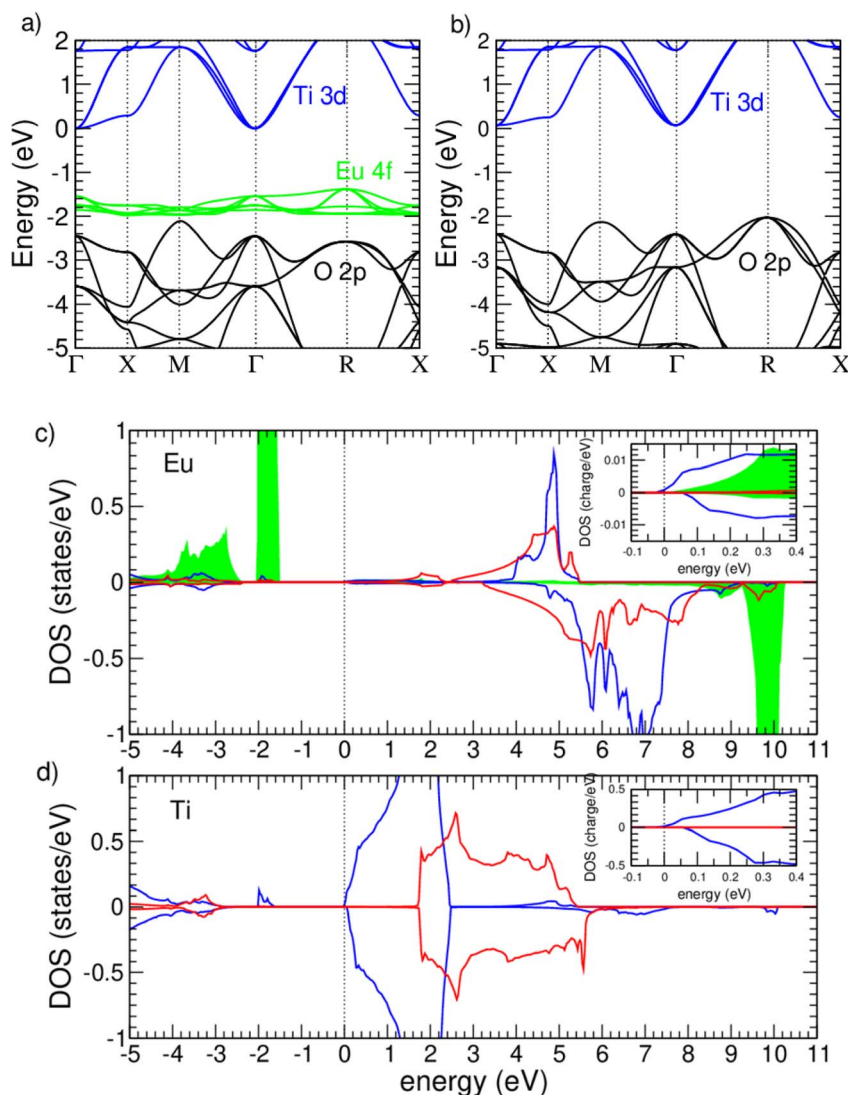 a)
b)
2
1
0
-1
-2
-3
-4
-5
Energy (eV)
Ti 3d
Eu 4f
O 2p
Γ X M Γ R X
2
1
0
-1
-2
-3
-4
-5
Energy (eV)
Ti 3d
O 2p
Γ X M Γ R X
c)
Eu
1
0.5
0
-0.5
-1
DOS (states/eV)
-5 -4 -3 -2 -1 0 1 2 3 4 5 6 7 8 9 10 11
DOS (charge/eV)
0.01
0
-0.01
-0.1 0 0.1 0.2 0.3 0.4
energy (eV)
d)
Ti
1
0.5
0
-0.5
-1
DOS (states/eV)
-5 -4 -3 -2 -1 0 1 2 3 4 5 6 7 8 9 10 11
energy (eV)
DOS (charge/eV)
0.5
0
-0.5
-0.1 0 0.1 0.2 0.3 0.4
energy (eV)